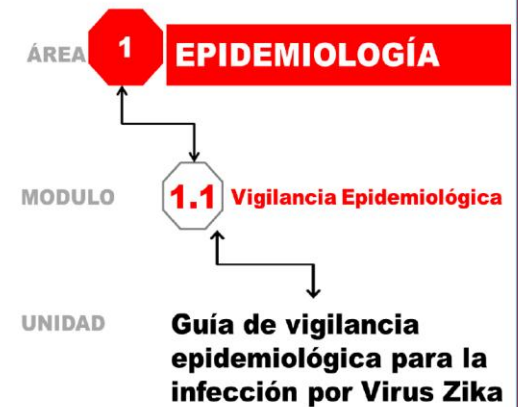 ÁREA 1 EPIDEMIOLOGÍA
MODULO 1.1 Vigilancia Epidemiológica
UNIDAD Guía de vigilancia
epidemiológica para la
infección por Virus Zika